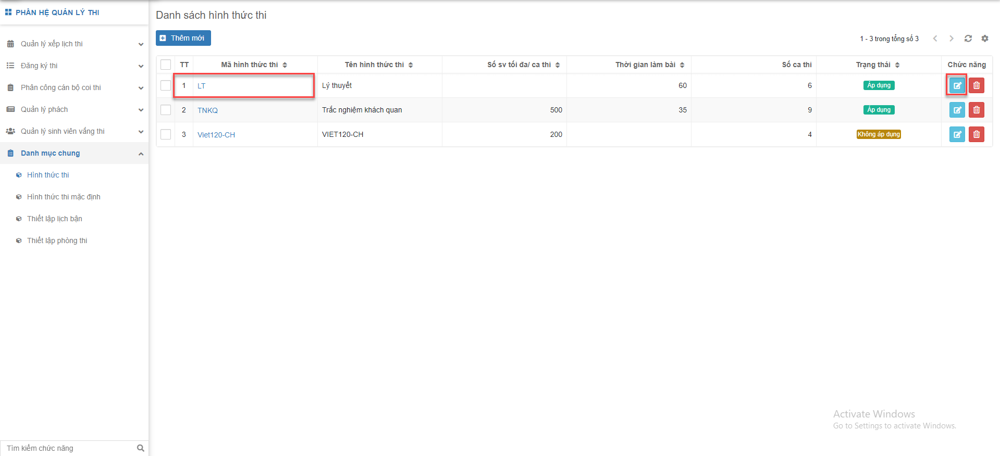 PHÂN HỆ QUẢN LÝ THI
Quản lý xếp lịch thi
Đăng ký thi
Phân công cán bộ coi thi
Quản lý phách
Quản lý sinh viên vắng thi
Danh mục chung
Hình thức thi
Hình thức thi mặc định
Thiết lập lịch bận
Thiết lập phòng thi
Tìm kiếm chức năng
Danh sách hình thức thi
Thêm mới
1 - 3 trong tổng số 3
TT Mã hình thức thi Tên hình thức thi Số sv tối đa/ ca thi Thời gian làm bài Số ca thi Trạng thái Chức năng
1 LT Lý thuyết 60 6 Áp dụng
2 TNKQ Trắc nghiệm khách quan 500 35 9 Áp dụng
3 Viet120-CH VIET120-CH 200 4 Không áp dụng
Activate Windows
Go to Settings to activate Windows.